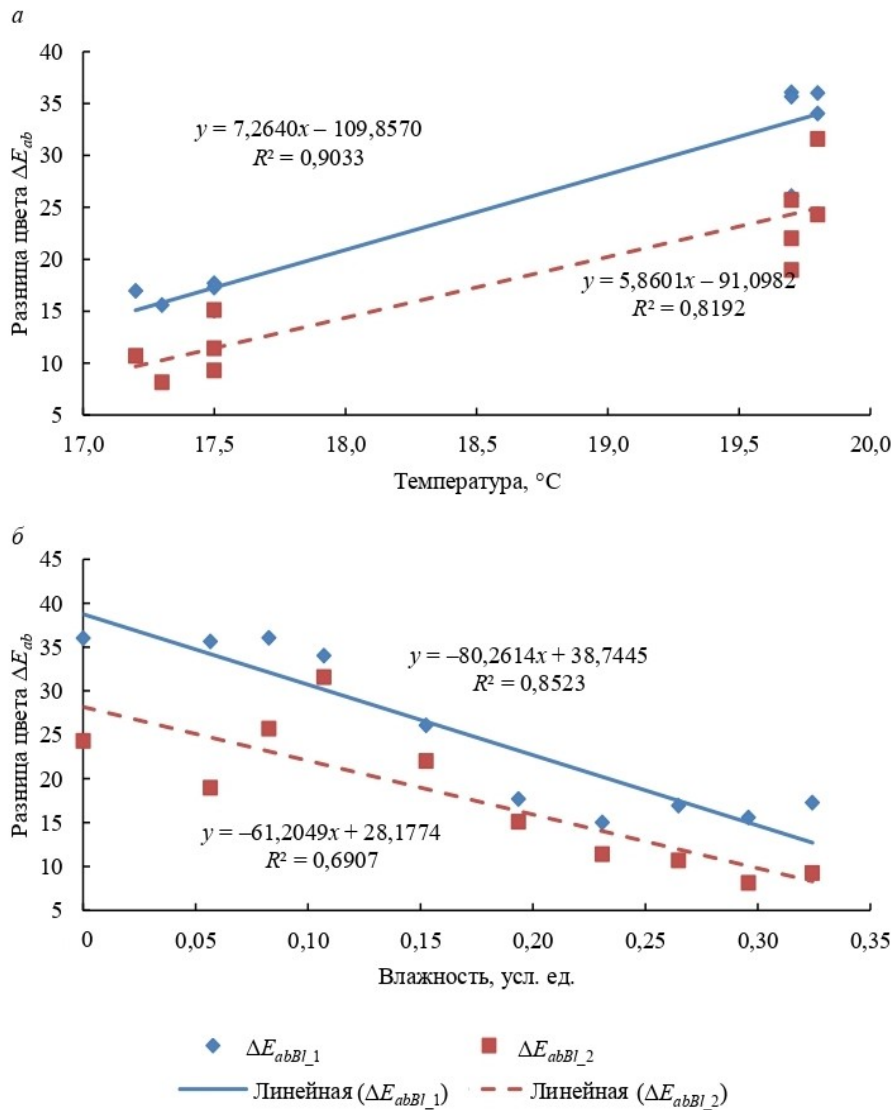 а
40
35
30
25
20
15
10
5
Разница цвета ΔEab
y = 7,2640x – 109,8570
R² = 0,9033
y = 5,8601x – 91,0982
R² = 0,8192
17,0 17,5 18,0 18,5 19,0 19,5 20,0
Температура, °C
б
45
40
35
30
25
20
15
10
5
Разница цвета ΔEab
y = –80,2614x + 38,7445
R² = 0,8523
y = –61,2049x + 28,1774
R² = 0,6907
0 0,05 0,10 0,15 0,20 0,25 0,30 0,35
Влажность, усл. ед.
ΔEabBl_1 ΔEabBl_2
Линейная (ΔEabBl_1) Линейная (ΔEabBl_2)